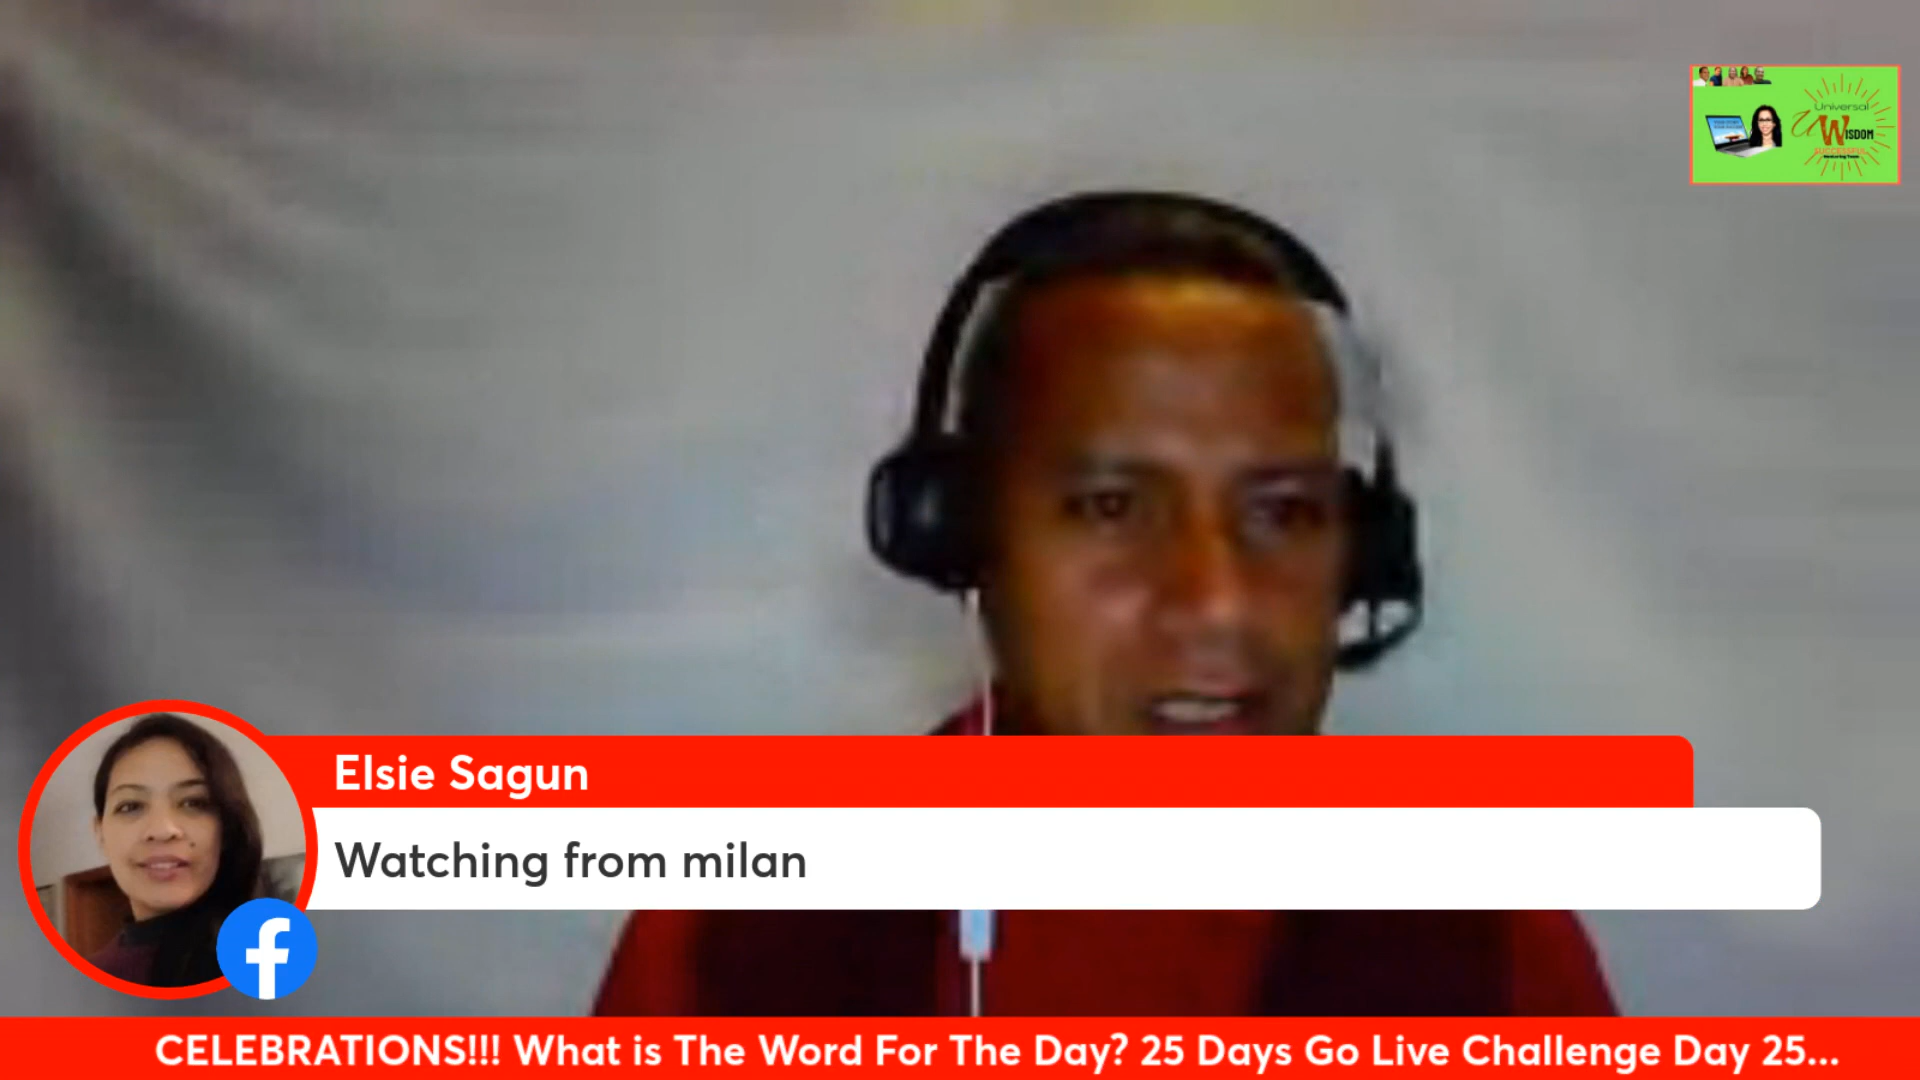 Universal
WISDOM
SUCCESSFUL
Elsie Sagun
Watching from milan
CELEBRATIONS!!! What is The Word For The Day? 25 Days Go Live Challenge Day 25...